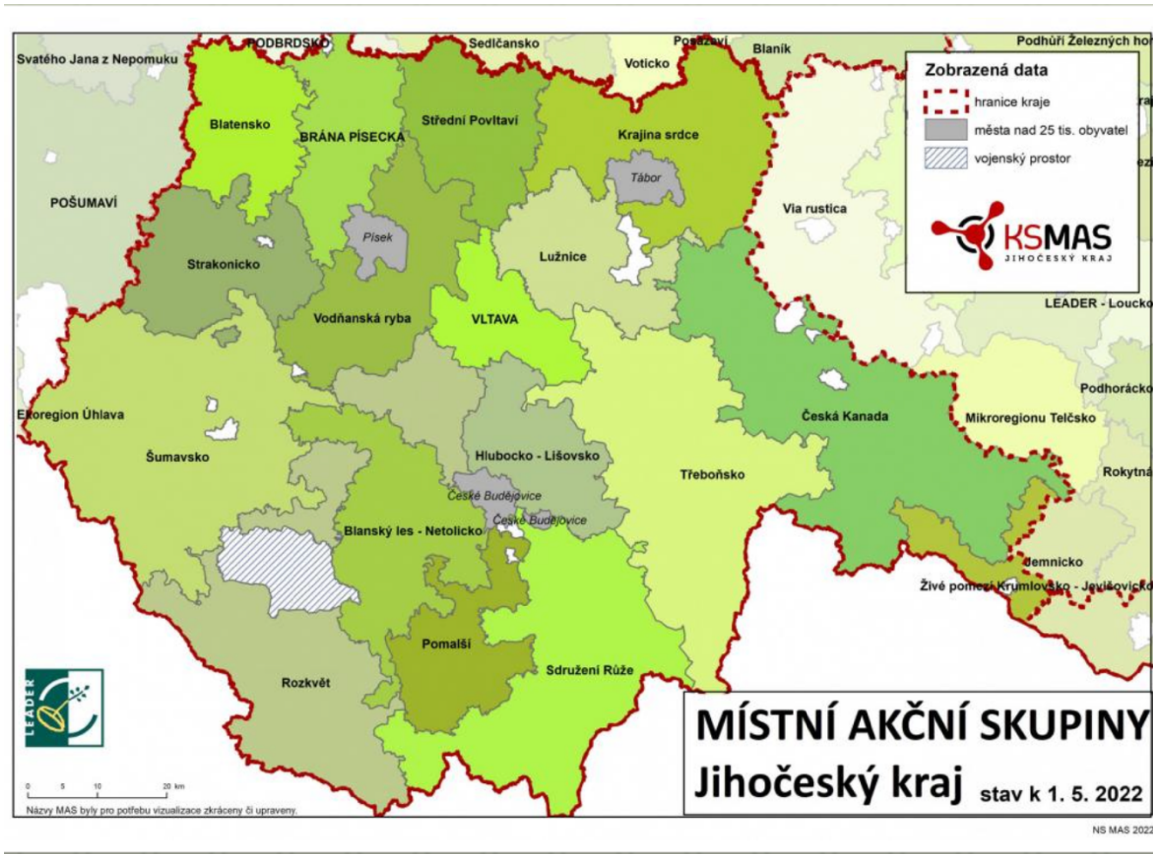 PODBRDSKO
Sedlčansko
Posázaví
Blaník
Podhůří Železných hor
Svatého Jana z Nepomuku
Voticko
Zobrazená data
hranice kraje
města nad 25 tis. obyvatel
vojenský prostor
KSMAS
JIHOČESKÝ KRAJ
Blatensko
BRÁNA PÍSECKA
Střední Povltaví
Krajina srdce
Tábor
POŠUMAVÍ
Via rustica
Písek
Strakonicko
Lužnice
LEADER - Loucko
Vodňanská ryba
VLTAVA
Podhorácko
Ekoregion Úhlava
Česká Kanada
Mikroregionu Telčsko
Šumavsko
Hlubocko - Lišovsko
Třeboňsko
Rokytná
České Budějovice
České Budějovice
Blanský les - Netolicko
Jemnicko
Živé pomezí Krumlovsko - Jevišovicko
Pomalší
Sdružení Růže
Rozkvět
LEADER
MÍSTNÍ AKČNÍ SKUPINY
Jihočeský kraj stav k 1. 5. 2022
0 5 10 20 km
Názvy MAS byly pro potřebu vizualizace zkráceny či upraveny.
NS MAS 2022